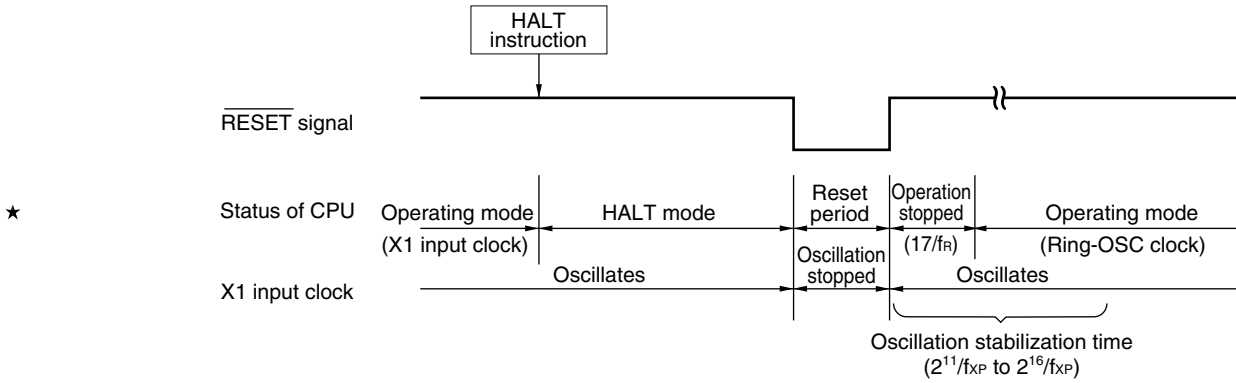 HALT
instruction
RESET signal
★ Status of CPU
Operating mode
(X1 input clock)
HALT mode
Reset
period
Operation
stopped
(17/fR)
Operating mode
(Ring-OSC clock)
X1 input clock
Oscillates
Oscillation
stopped
Oscillates
Oscillation stabilization time
(2^11/fXP to 2^16/fXP)